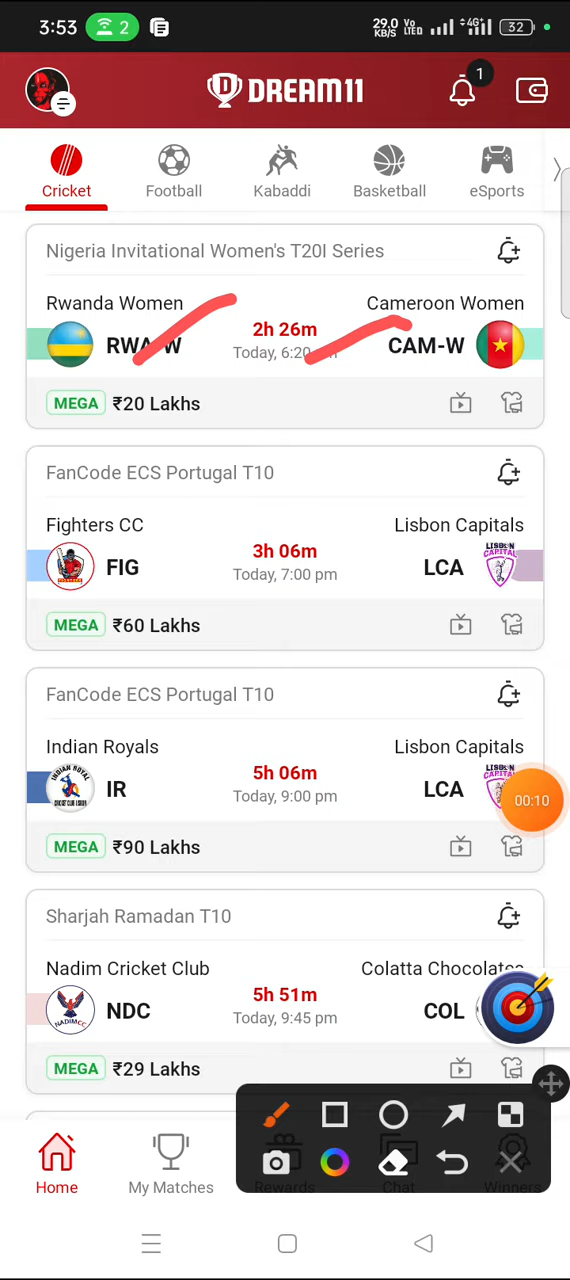 3:53 2 29.0 KB/S Vo LTED 4G+ 32
DREAM11 1
Cricket Football Kabaddi Basketball eSports
Nigeria Invitational Women's T20I Series
Rwanda Women Cameroon Women
RWA-W 2h 26m CAM-W
Today, 6:20
MEGA ₹20 Lakhs
FanCode ECS Portugal T10
Fighters CC Lisbon Capitals
FIG 3h 06m LCA
Today, 7:00 pm
MEGA ₹60 Lakhs
FanCode ECS Portugal T10
Indian Royals Lisbon Capitals
IR 5h 06m LCA
Today, 9:00 pm
00:10
MEGA ₹90 Lakhs
Sharjah Ramadan T10
Nadim Cricket Club Colatta Chocolates
NDC 5h 51m COL
Today, 9:45 pm
MEGA ₹29 Lakhs
Home My Matches Rewards Chat Winners